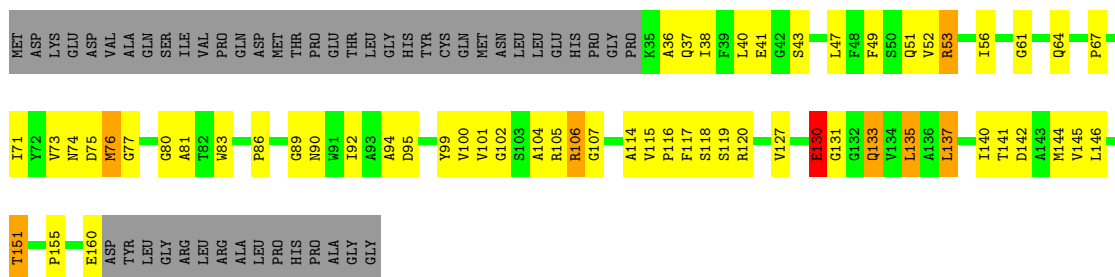 MET ASP LYS GLU ASP VAL ALA GLN SER ILE VAL PRO GLN ASP MET THR PRO GLY GLU THR LEU GLY HIS TYR CYS GLN MET ASN LEU LEU GLU HIS PRO GLY PRO K35 A36 Q37 I38 F39 L40 E41 G42 S43 L47 F48 F49 S50 Q51 V52 R53 I56 G61 Q64 P67
I71 Y72 V73 N74 D75 M76 G77 G80 A81 T82 W83 P86 G89 N90 W91 I92 A93 A94 D95 Y99 V100 V101 G102 S103 A104 R105 R106 G107 A114 V115 P116 F117 S118 S119 R120 V127 E130 G131 G132 Q133 V134 L135 A136 L137 I140 T141 D142 A143 M144 V145 L146
T151 P155 E160 ASP TYR LEU GLY ARG LEU ARG ALA LEU PRO HIS PRO ALA GLY GLY